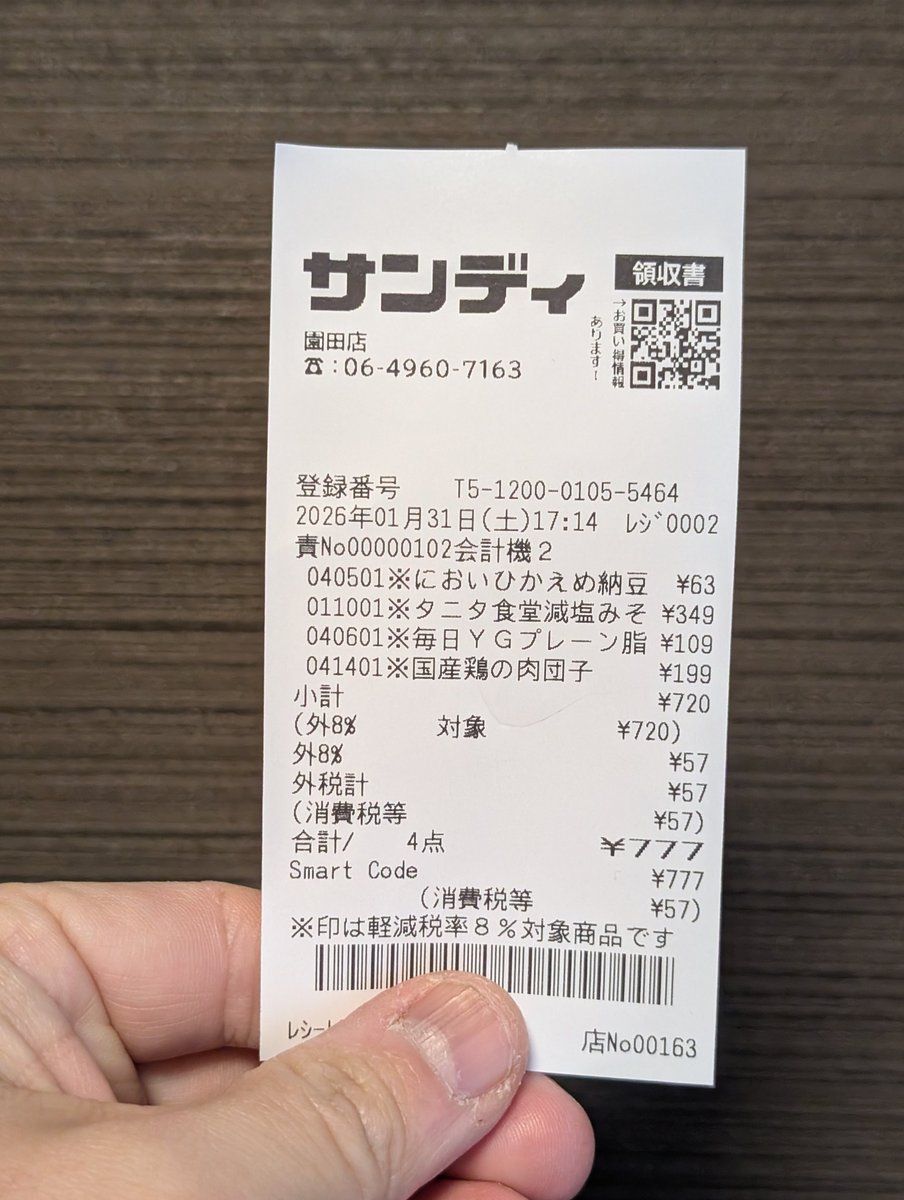 サンディ
領収書
→お買い得情報
あります!
園田店
☎:06-4960-7163
登録番号 T5-1200-0105-5464
2026年01月31日(土)17:14 ﾚｼﾞ0002
責No00000102会計機2
040501※においひかえめ納豆 ¥63
011001※タニタ食堂減塩みそ ¥349
040601※毎日YGプレーン脂 ¥109
041401※国産鶏の肉団子 ¥199
小計 ¥720
(外8% 対象 ¥720)
外8% ¥57
外税計 ¥57
(消費税等 ¥57)
合計/ 4点 ¥777
Smart Code ¥777
(消費税等 ¥57)
※印は軽減税率8%対象商品です
店No00163